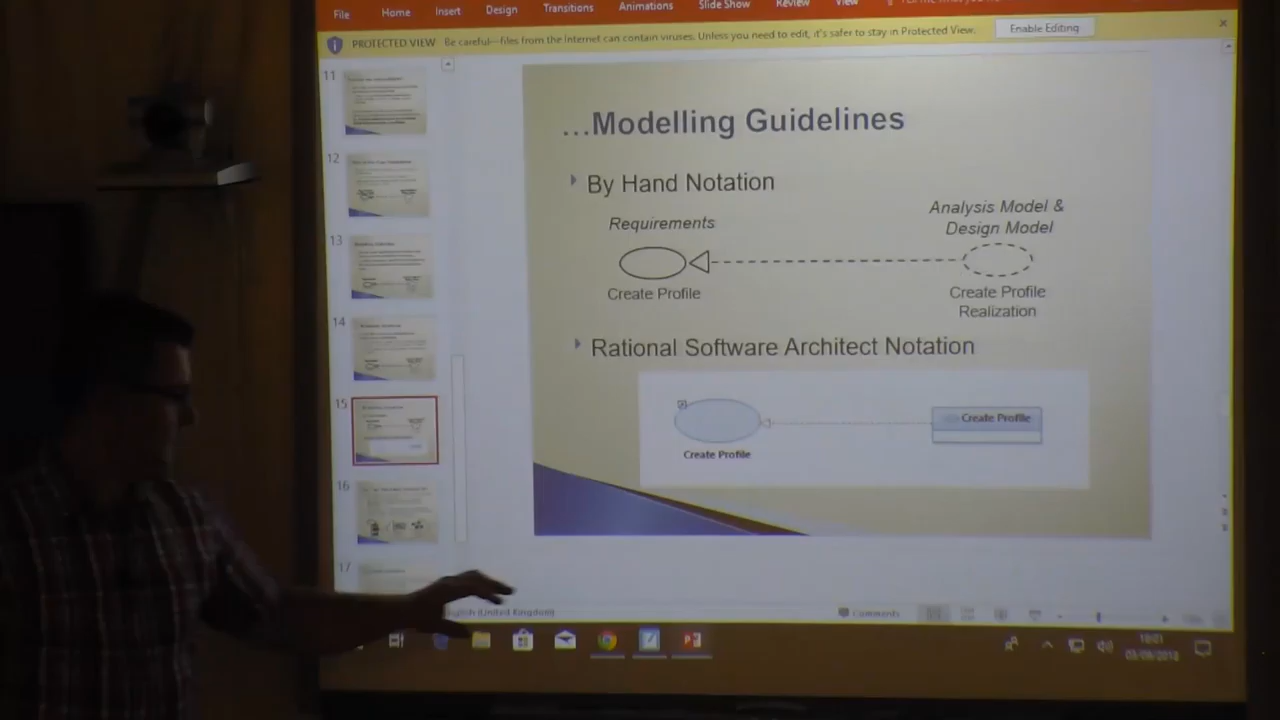 File Home Insert Design Transitions Animations Slide Show Review View
PROTECTED VIEW Be careful—files from the Internet can contain viruses. Unless you need to edit, it's safer to stay in Protected View. Enable Editing
11
12
13
14
15
16
17
...Modelling Guidelines
By Hand Notation
Requirements
Analysis Model &
Design Model
Create Profile
Create Profile
Realization
Rational Software Architect Notation
Create Profile
Create Profile
(United Kingdom)
Comments